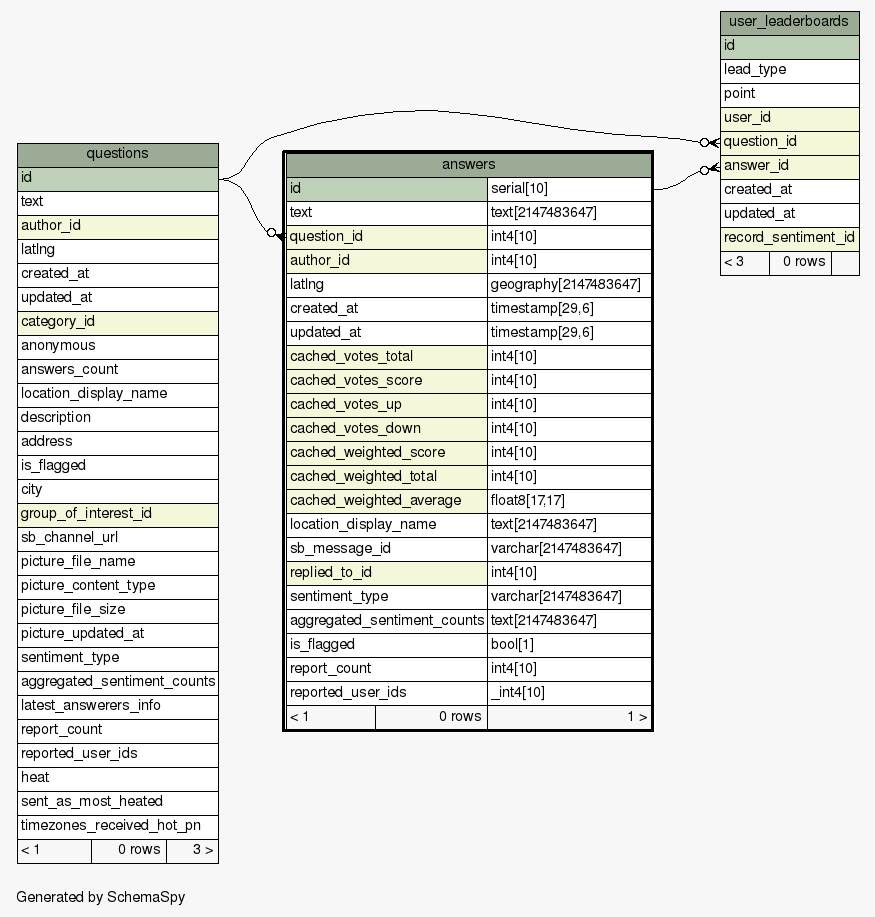 user_leaderboards
id
lead_type
point
user_id
question_id
answer_id
created_at
updated_at
record_sentiment_id
< 3 0 rows
questions
id
text
author_id
latlng
created_at
updated_at
category_id
anonymous
answers_count
location_display_name
description
address
is_flagged
city
group_of_interest_id
sb_channel_url
picture_file_name
picture_content_type
picture_file_size
picture_updated_at
sentiment_type
aggregated_sentiment_counts
latest_answerers_info
report_count
reported_user_ids
heat
sent_as_most_heated
timezones_received_hot_pn
< 1 0 rows 3 >
answers
id serial[10]
text text[2147483647]
question_id int4[10]
author_id int4[10]
latlng geography[2147483647]
created_at timestamp[29,6]
updated_at timestamp[29,6]
cached_votes_total int4[10]
cached_votes_score int4[10]
cached_votes_up int4[10]
cached_votes_down int4[10]
cached_weighted_score int4[10]
cached_weighted_total int4[10]
cached_weighted_average float8[17,17]
location_display_name text[2147483647]
sb_message_id varchar[2147483647]
replied_to_id int4[10]
sentiment_type varchar[2147483647]
aggregated_sentiment_counts text[2147483647]
is_flagged bool[1]
report_count int4[10]
reported_user_ids _int4[10]
< 1 0 rows 1 >
Generated by SchemaSpy